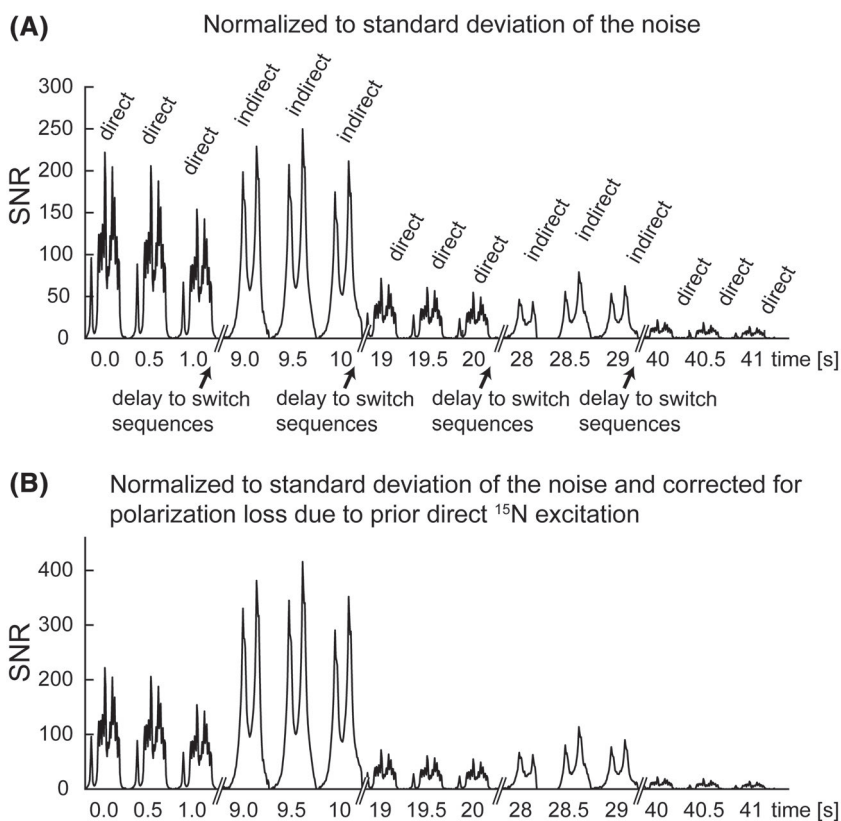 (A) Normalized to standard deviation of the noise
300
250
200
150
100
50
0
SNR
direct
direct
direct
indirect
indirect
indirect
direct
direct
direct
indirect
indirect
indirect
direct
direct
direct
0.0 0.5 1.0 9.0 9.5 10 19 19.5 20 28 28.5 29 40 40.5 41 time [s]
delay to switch delay to switch delay to switch delay to switch
sequences sequences sequences sequences
(B) Normalized to standard deviation of the noise and corrected for
polarization loss due to prior direct ¹⁵N excitation
400
300
200
100
0
SNR
0.0 0.5 1.0 9.0 9.5 10 19 19.5 20 28 28.5 29 40 40.5 41 time [s]